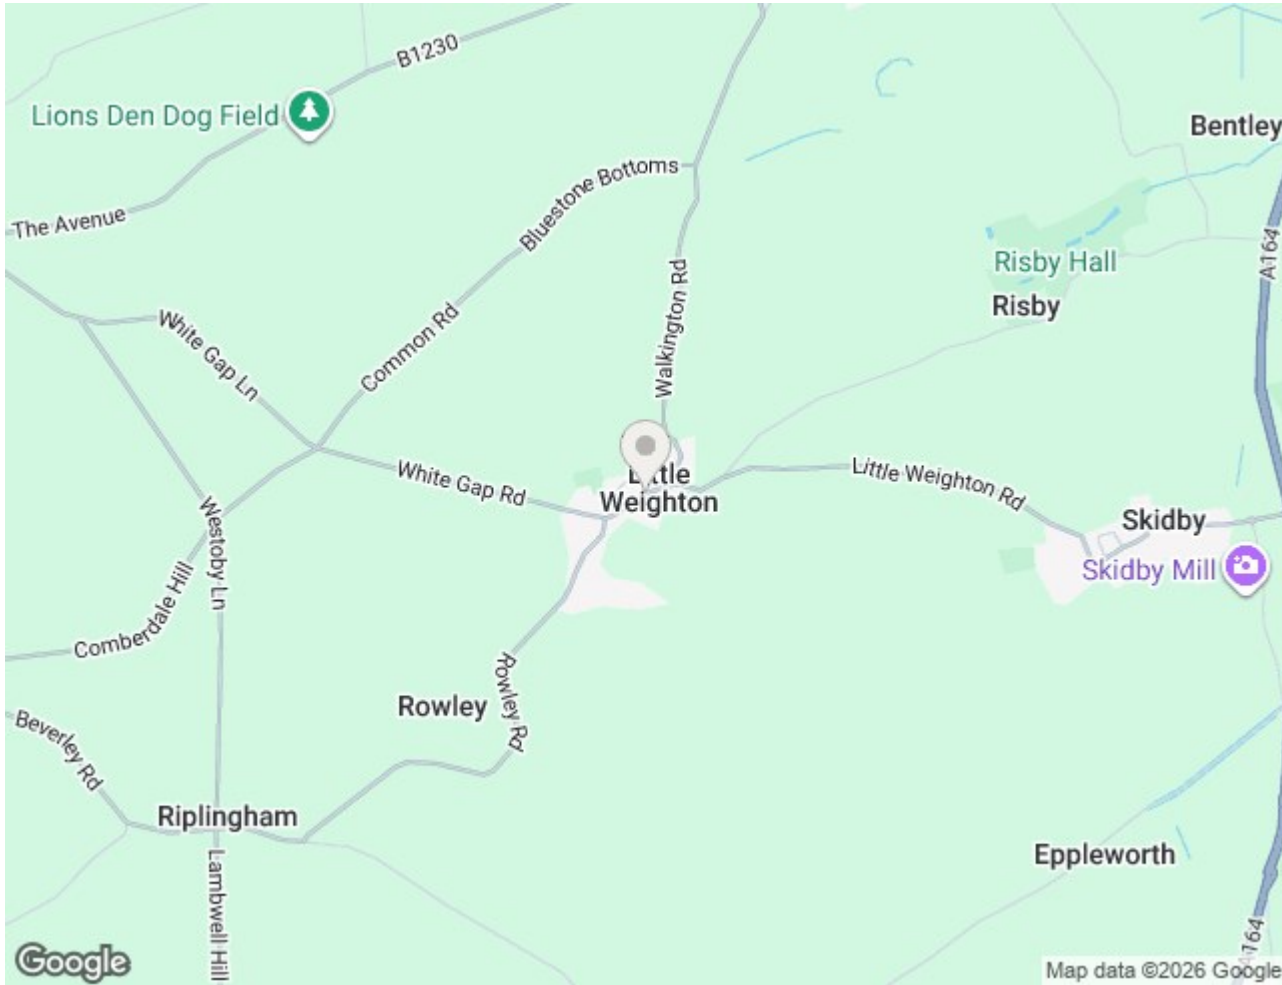 B1230
Lions Den Dog Field
Bentley
Bluestone Bottoms
The Avenue
A164
Risby Hall
Risby
Walkington Rd
White Gap Ln
Common Rd
White Gap Rd
Little
Weighton
Little Weighton Rd
Skidby
Skidby Mill
Westoby Ln
Comberdale Hill
Rowley
Rowley Rd
Beverley Rd
Riplingham
Eppleworth
Lambwell Hill
A164
Google
Map data ©2026 Google